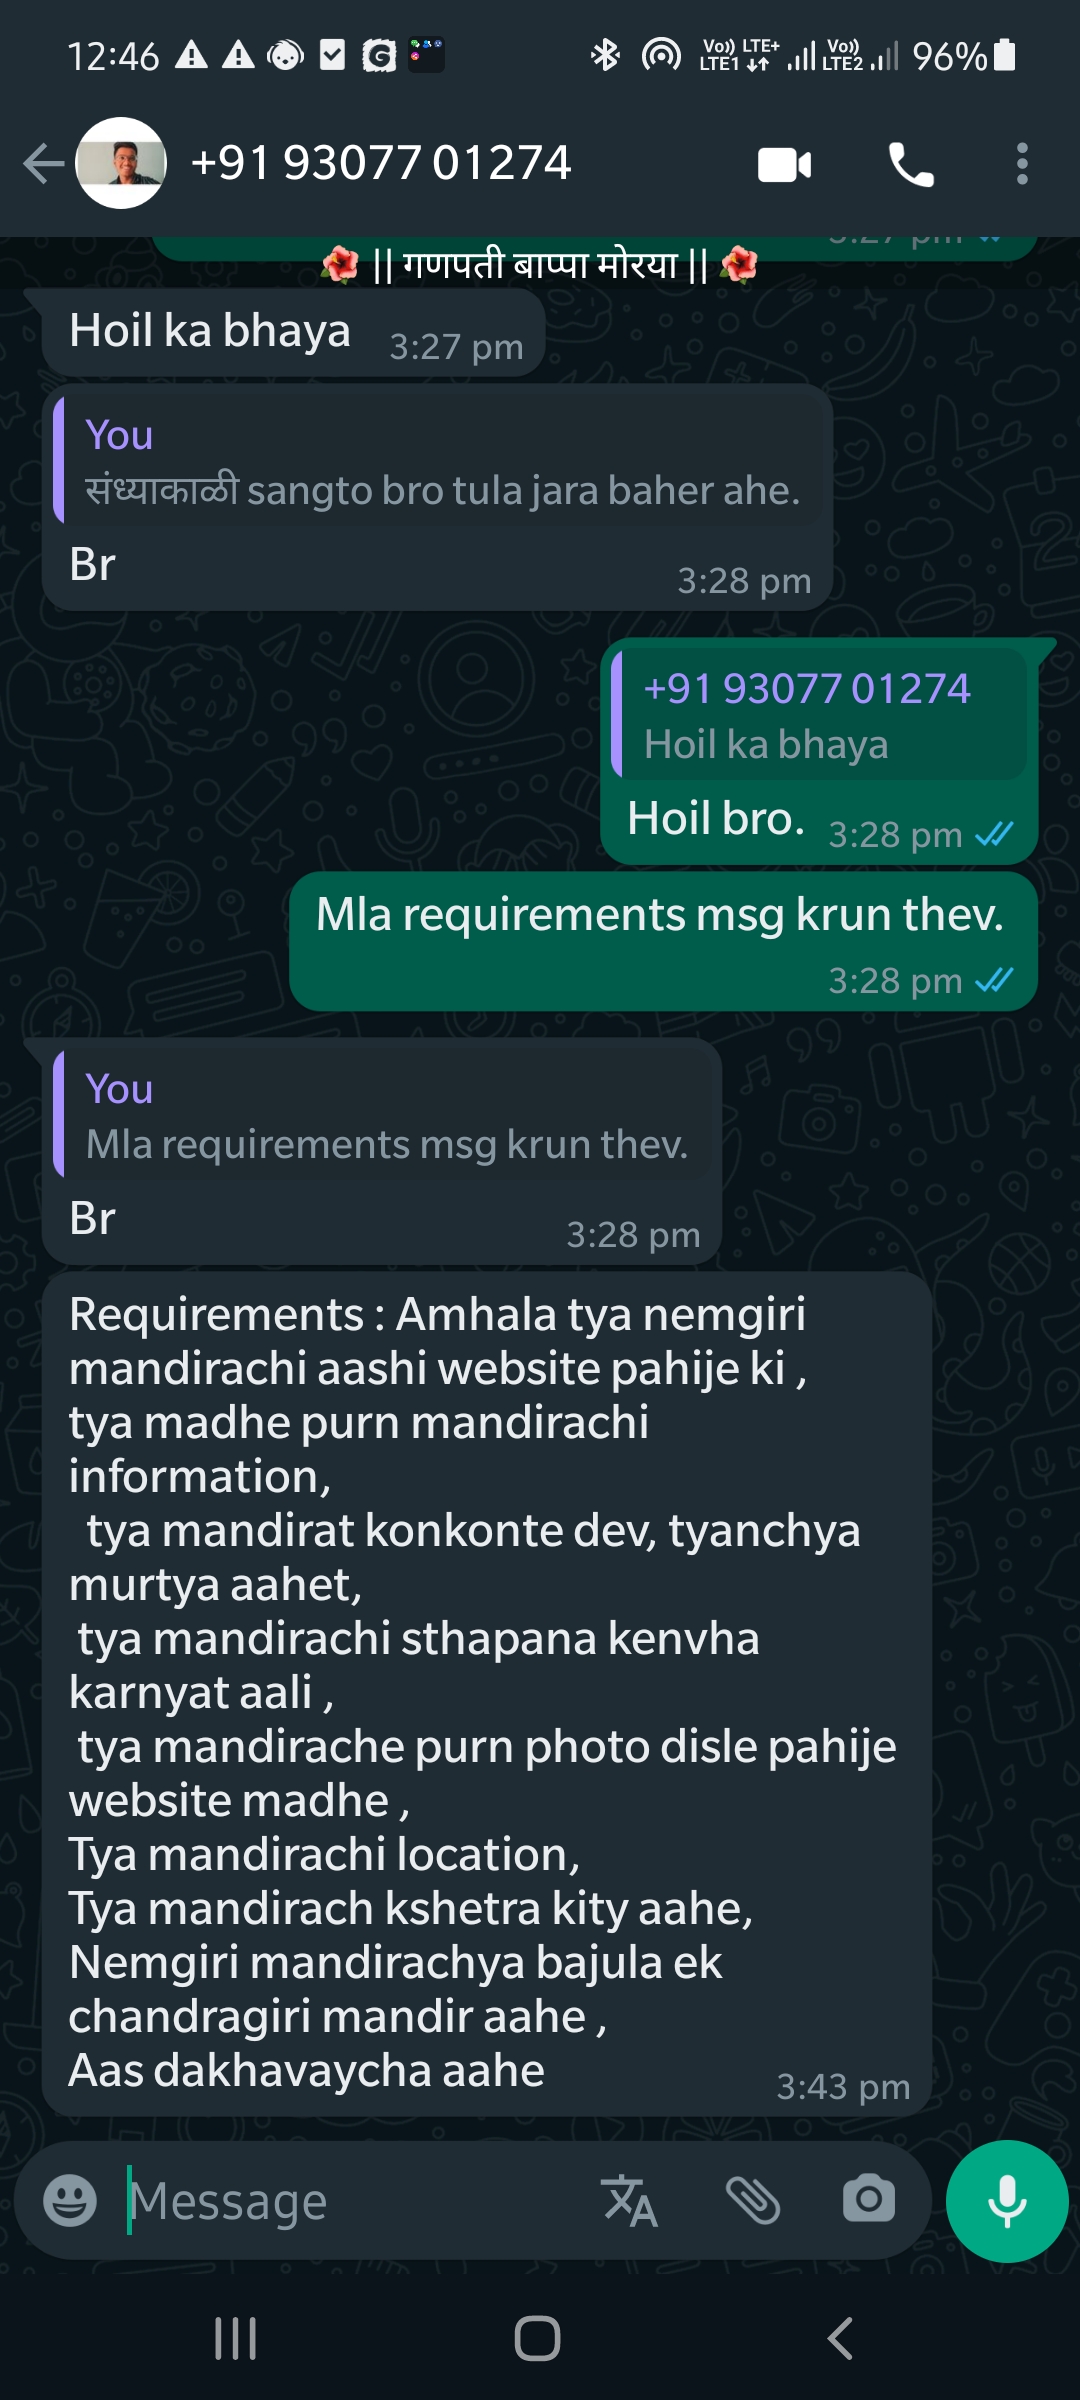 12:46 Vo)) LTE+ LTE1 Vo)) LTE2 96%
+91 93077 01274
|| गणपती बाप्पा मोरया ||
Hoil ka bhaya 3:27 pm
You
संध्याकाळी sangto bro tula jara baher ahe.
Br 3:28 pm
+91 93077 01274
Hoil ka bhaya
Hoil bro. 3:28 pm
Mla requirements msg krun thev.
3:28 pm
You
Mla requirements msg krun thev.
Br 3:28 pm
Requirements : Amhala tya nemgiri
mandirachi aashi website pahije ki ,
tya madhe purn mandirachi
information,
tya mandirat konkonte dev, tyanchya
murtya aahet,
tya mandirachi sthapana kenvha
karnyat aali ,
tya mandirache purn photo disle pahije
website madhe ,
Tya mandirachi location,
Tya mandirach kshetra kity aahe,
Nemgiri mandirachya bajula ek
chandragiri mandir aahe ,
Aas dakhavaycha aahe 3:43 pm
Message